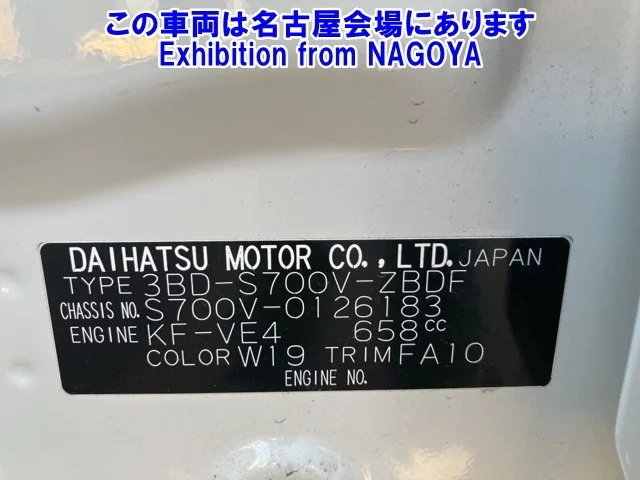 この車両は名古屋会場にあります
Exhibition from NAGOYA
DAIHATSU MOTOR CO., LTD. JAPAN
TYPE 3BD-S700V-ZBDF
CHASSIS NO. S700V-0126183
ENGINE KF-VE4 658cc
COLOR W19 TRIM FA10
ENGINE NO.